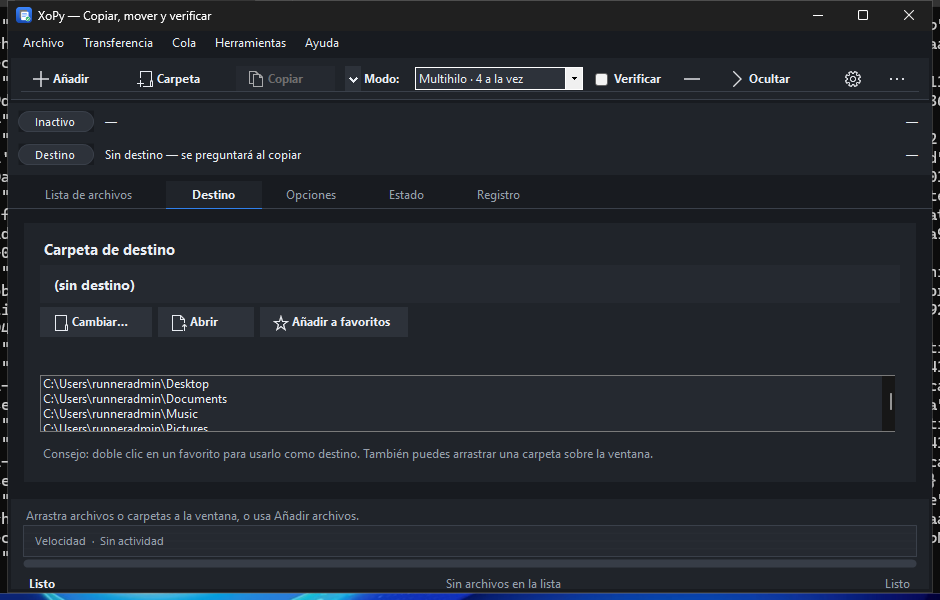 XoPy — Copiar, mover y verificar
Archivo Transferencia Cola Herramientas Ayuda
Añadir Carpeta Copiar Modo: Multihilo · 4 a la vez Verificar — Ocultar ...
Inactivo —
Destino Sin destino — se preguntará al copiar
Lista de archivos Destino Opciones Estado Registro
Carpeta de destino
(sin destino)
Cambiar... Abrir Añadir a favoritos
C:\Users\runneradmin\Desktop
C:\Users\runneradmin\Documents
C:\Users\runneradmin\Music
C:\Users\runneradmin\Pictures
Consejo: doble clic en un favorito para usarlo como destino. También puedes arrastrar una carpeta sobre la ventana.
Arrastra archivos o carpetas a la ventana, o usa Añadir archivos.
Velocidad · Sin actividad
Listo Sin archivos en la lista Listo